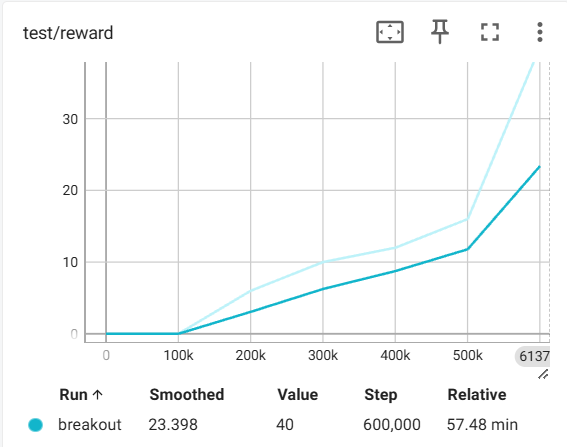 test/reward
30
20
10
0
0 100k 200k 300k 400k 500k 6137
Run ↑ Smoothed Value Step Relative
breakout 23.398 40 600,000 57.48 min